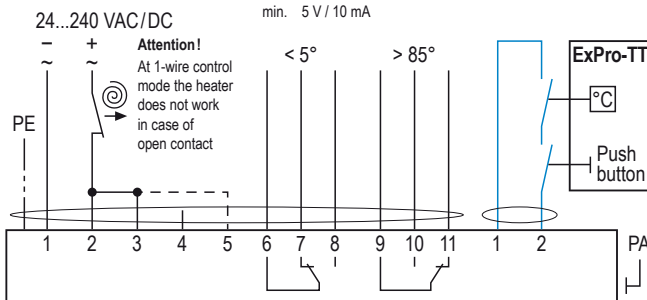 min. 5 V / 10 mA
24...240 VAC/DC
− +
~ ~
Attention!
At 1-wire control
mode the heater
does not work
in case of
open contact
< 5°
> 85°
ExPro-TT
°C
Push
button
PE
1 2 3 4 5 6 7 8 9 10 11 1 2
PA